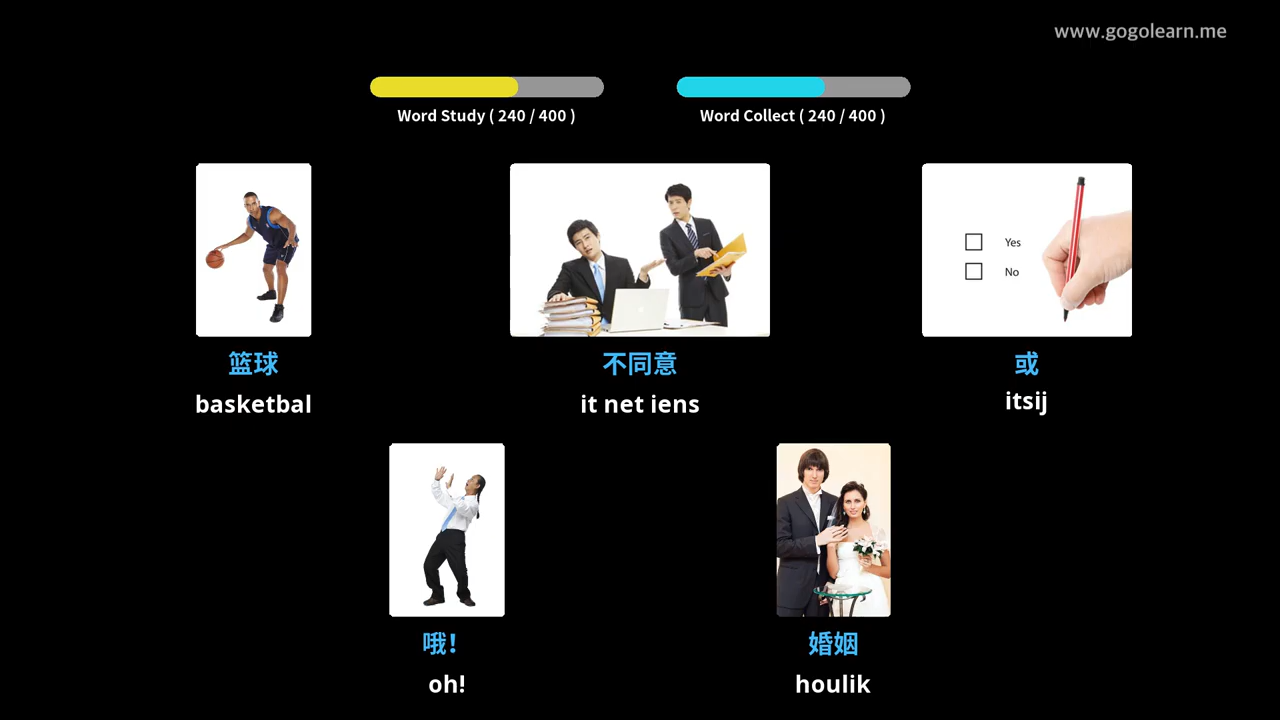 www.gogolearn.me
Word Study ( 240 / 400 )
Word Collect ( 240 / 400 )
Yes
No
篮球
不同意
或
basketbal
it net iens
itsij
哦！
婚姻
oh!
houlik